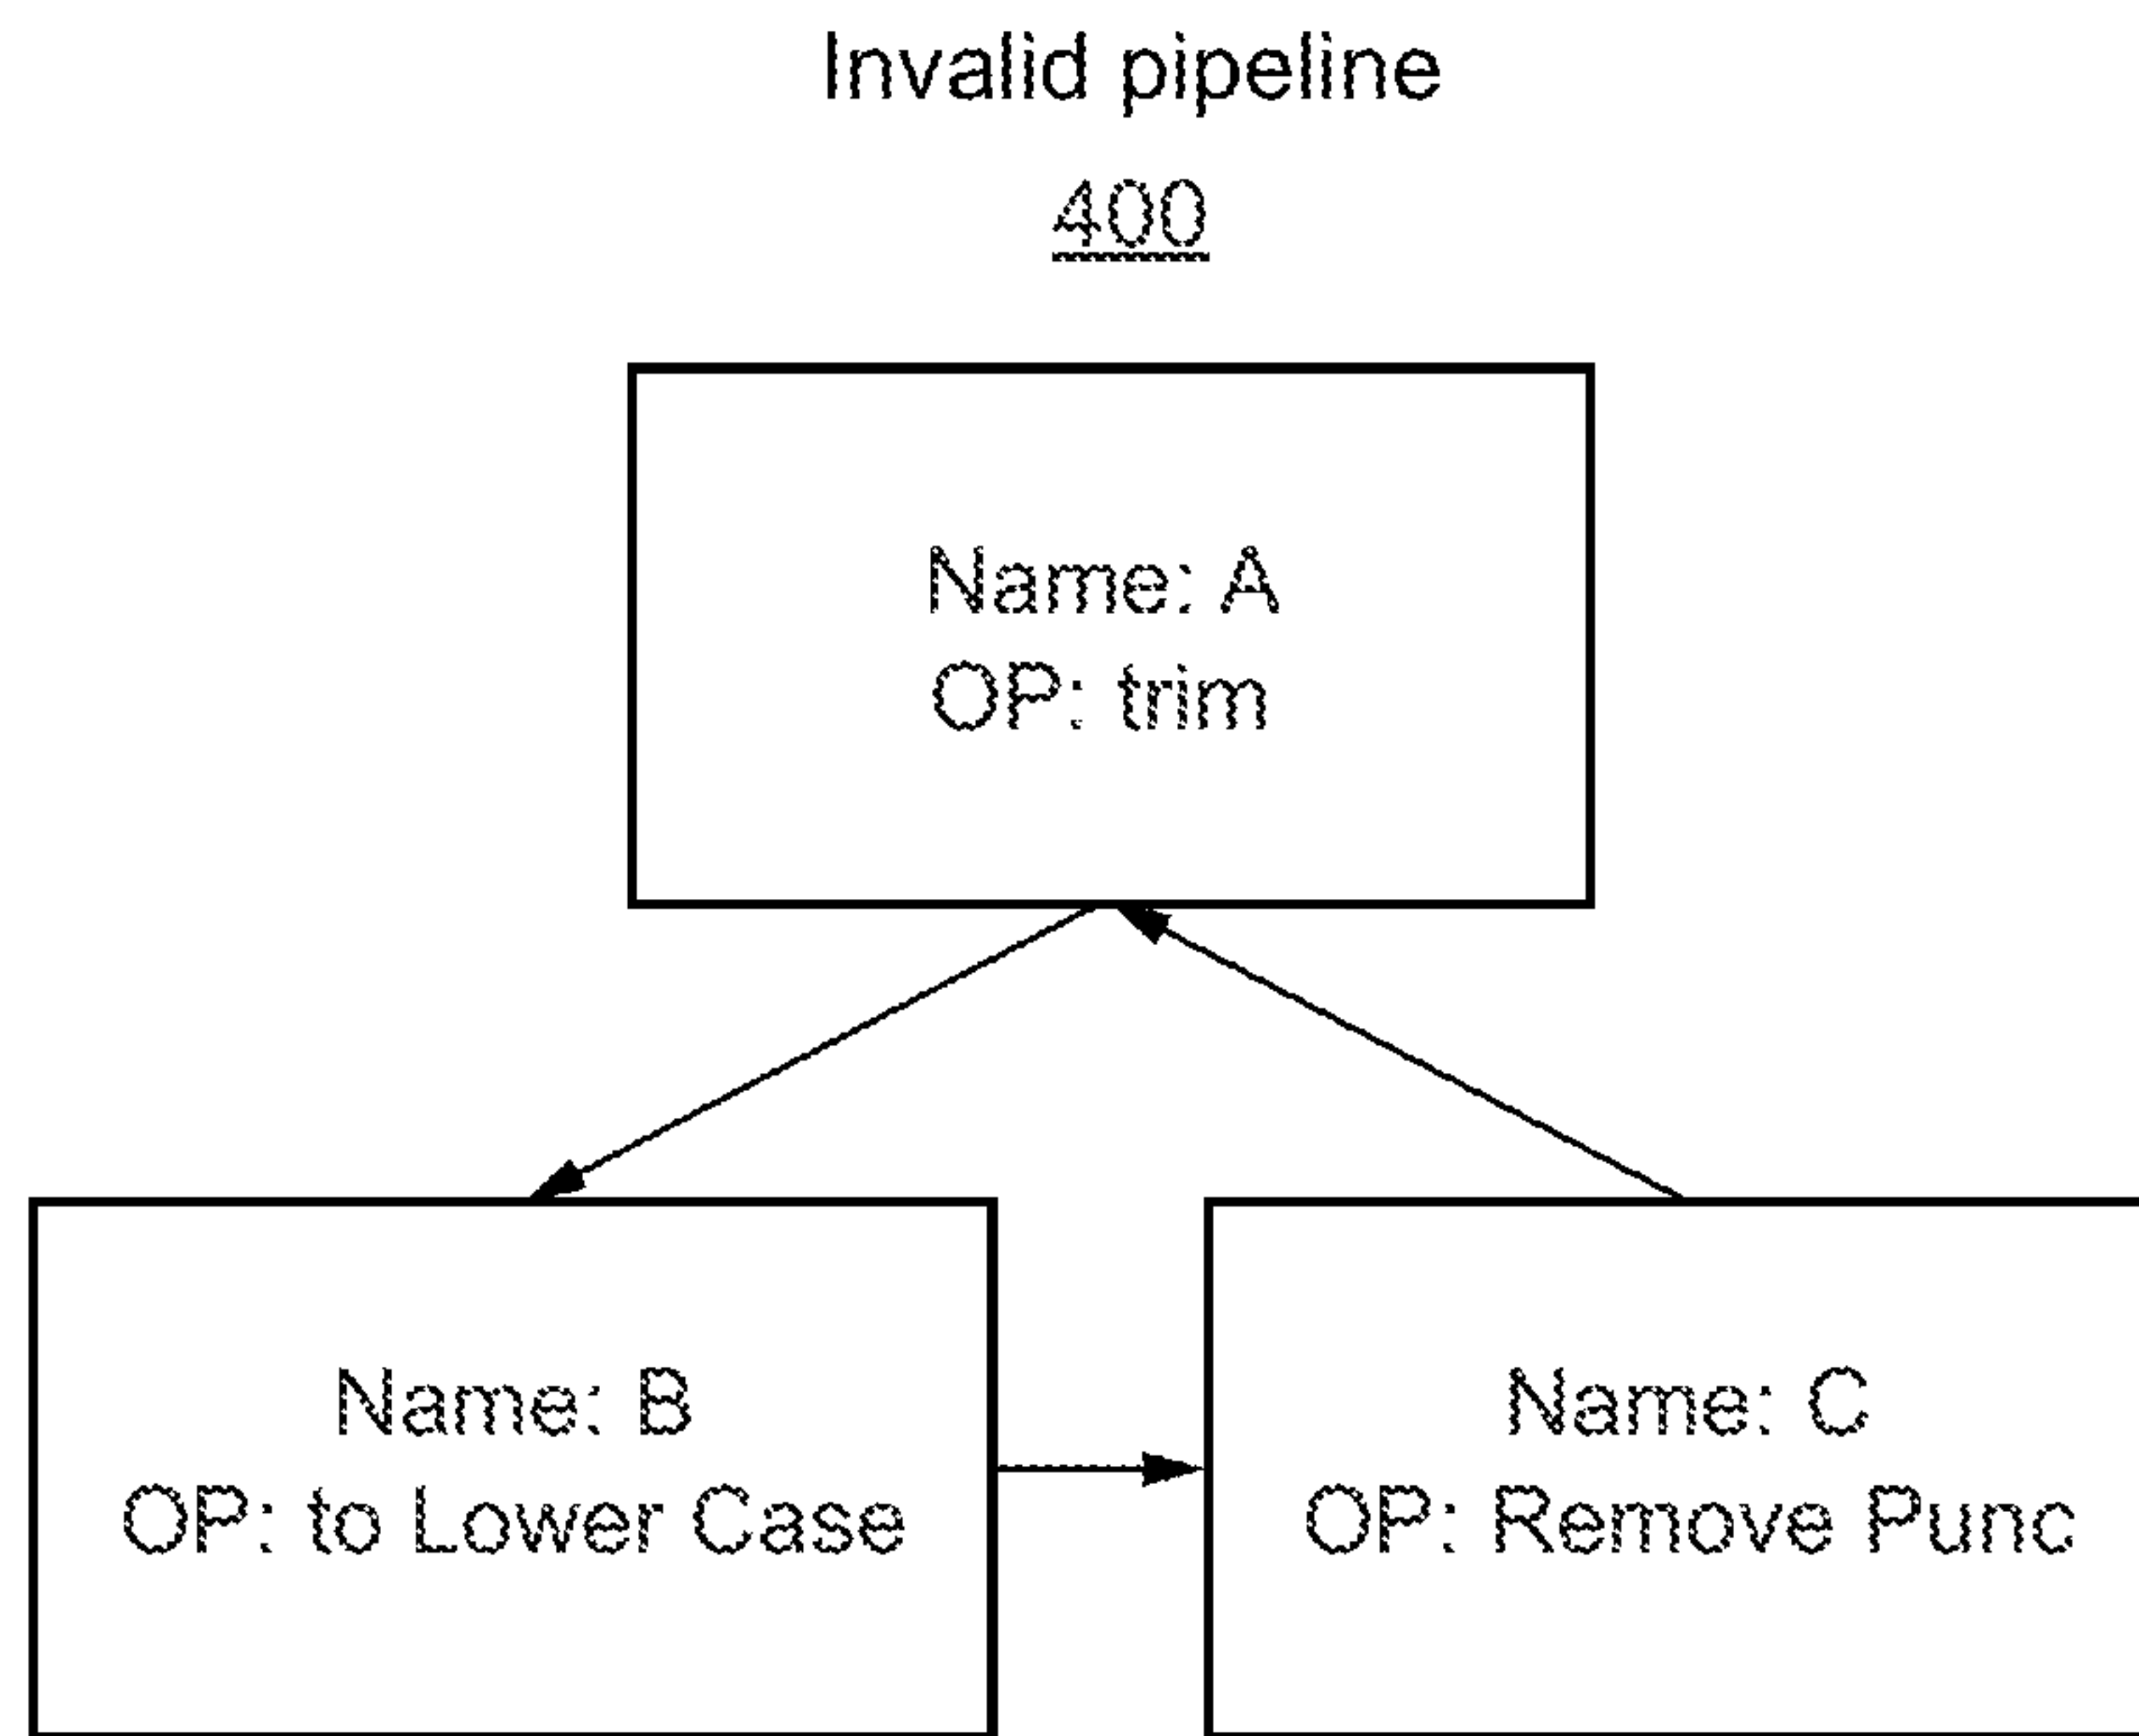 Invalid pipeline
400
Name: A
OP: trim
Name: B
OP: to Lower Case
Name: C
OP: Remove Punc